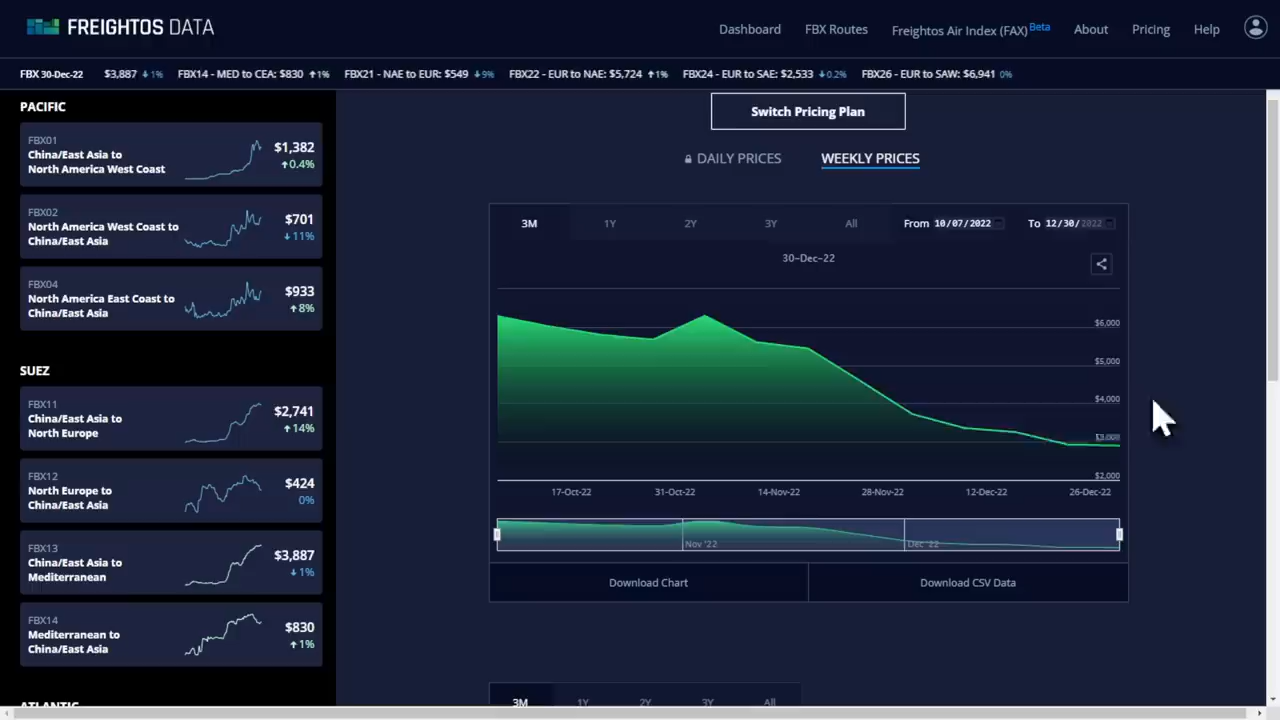 FREIGHTOS DATA
Dashboard FBX Routes Freightos Air Index (FAX) Beta About Pricing Help
FBX 30-Dec-22 $3,887 ↓1% FBX14 - MED to CEA: $830 ↑1% FBX21 - NAE to EUR: $549 ↓9% FBX22 - EUR to NAE: $5,724 ↑1% FBX24 - EUR to SAE: $2,533 ↓0.2% FBX26 - EUR to SAW: $6,941 0%
PACIFIC
FBX01
China/East Asia to
North America West Coast
$1,382
↑0.4%
FBX02
North America West Coast to
China/East Asia
$701
↓11%
FBX04
North America East Coast to
China/East Asia
$933
↑8%
SUEZ
FBX11
China/East Asia to
North Europe
$2,741
↑14%
FBX12
North Europe to
China/East Asia
$424
0%
FBX13
China/East Asia to
Mediterranean
$3,887
↓1%
FBX14
Mediterranean to
China/East Asia
$830
↑1%
ATLANTIC
Switch Pricing Plan
DAILY PRICES WEEKLY PRICES
3M 1Y 2Y 3Y All From 10/07/2022 To 12/30/2022
30-Dec-22
$6,000
$5,000
$4,000
$3,000
$2,000
17-Oct-22 31-Oct-22 14-Nov-22 28-Nov-22 12-Dec-22 26-Dec-22
Nov '22 Dec '22
Download Chart Download CSV Data
3M 1Y 2Y 3Y All